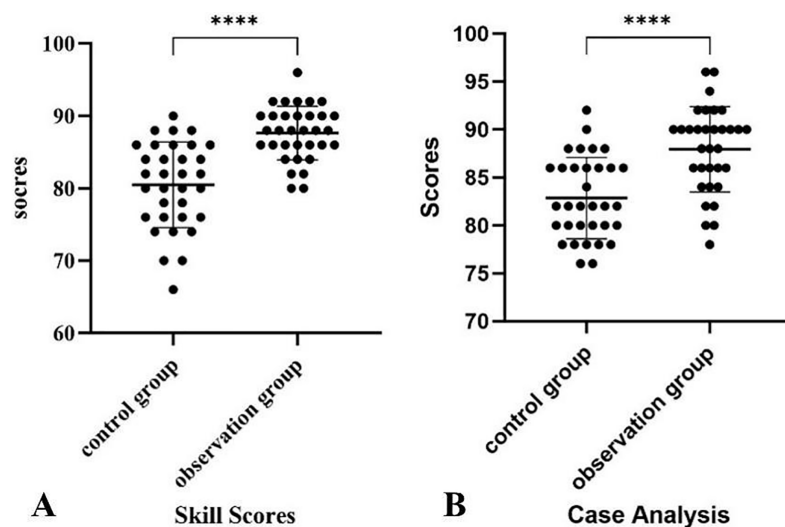 ****
100
90
80
70
60
socres
control group
observation group
A
Skill Scores
****
100
95
90
85
80
75
70
Scores
control group
observation group
B
Case Analysis